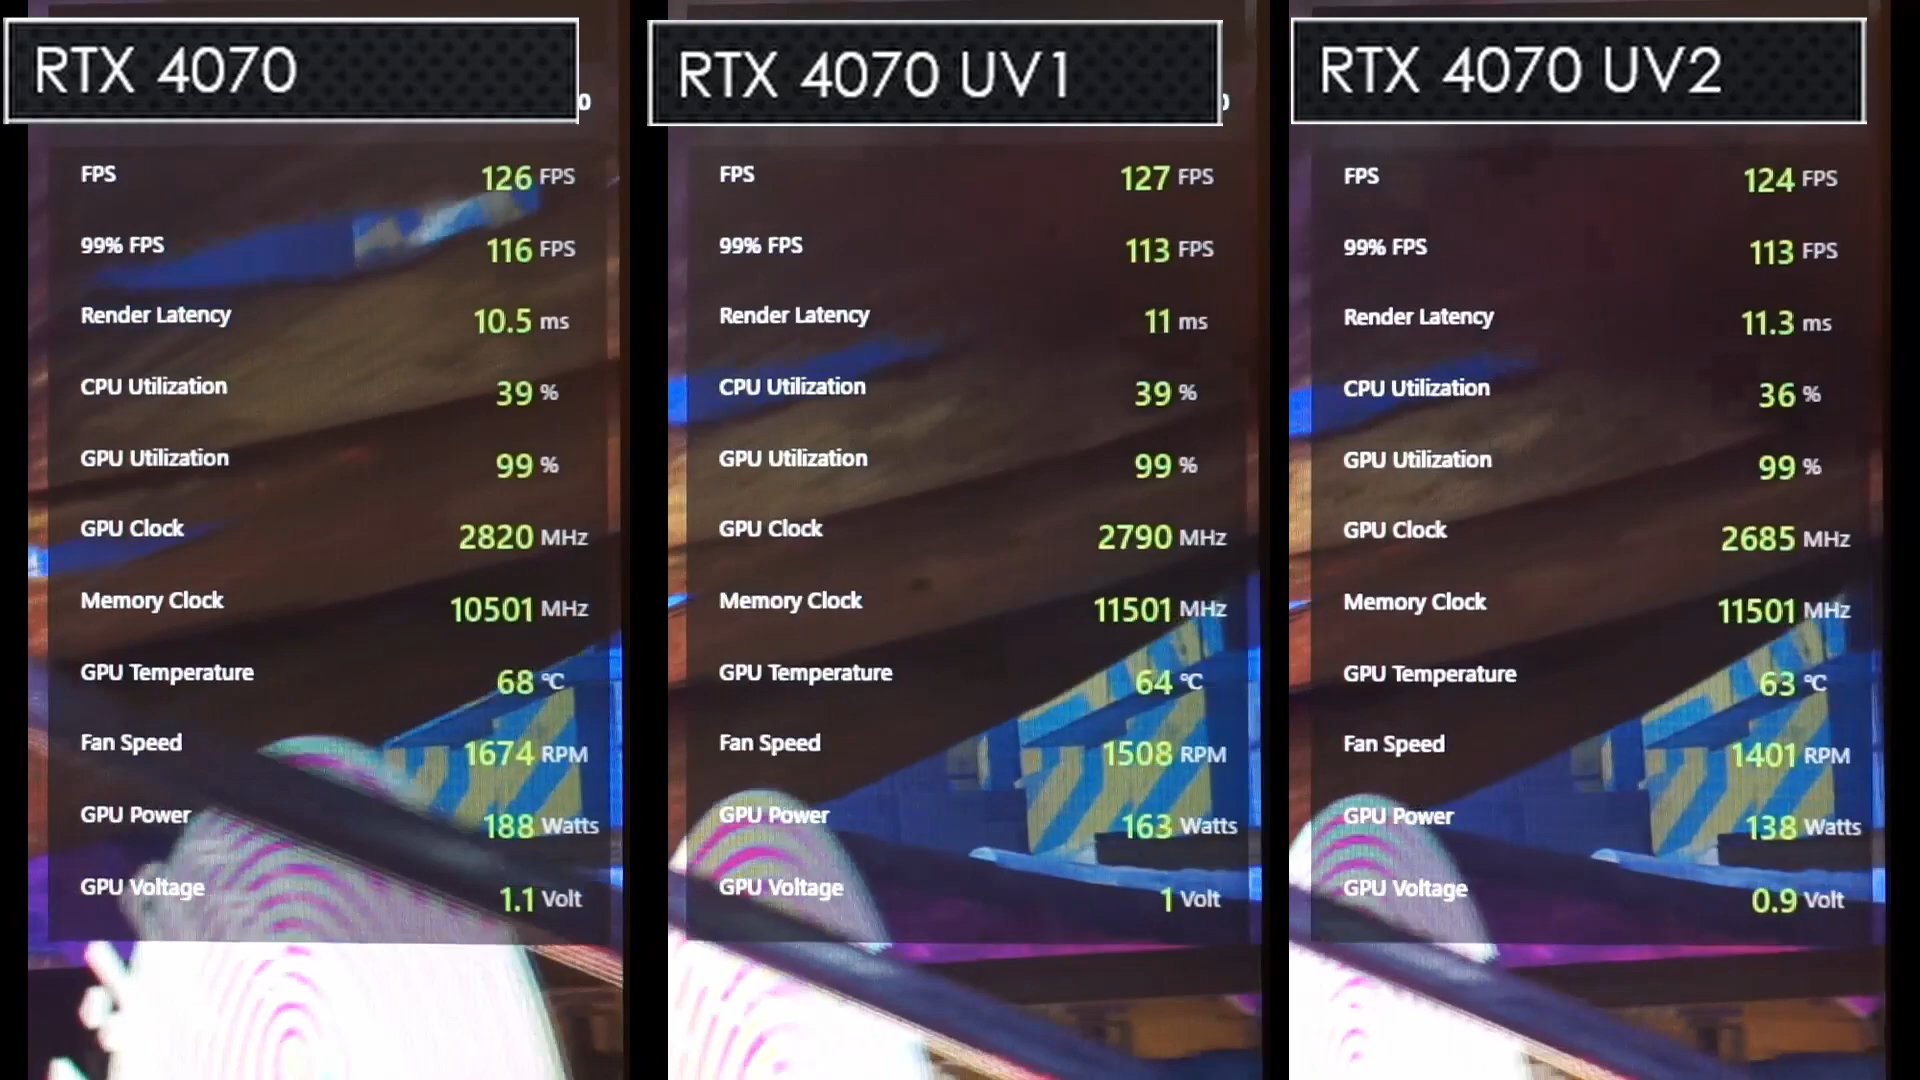 RTX 4070
FPS 126 FPS
99% FPS 116 FPS
Render Latency 10.5 ms
CPU Utilization 39 %
GPU Utilization 99 %
GPU Clock 2820 MHz
Memory Clock 10501 MHz
GPU Temperature 68 °C
Fan Speed 1674 RPM
GPU Power 188 Watts
GPU Voltage 1.1 Volt
RTX 4070 UV1
FPS 127 FPS
99% FPS 113 FPS
Render Latency 11 ms
CPU Utilization 39 %
GPU Utilization 99 %
GPU Clock 2790 MHz
Memory Clock 11501 MHz
GPU Temperature 64 °C
Fan Speed 1508 RPM
GPU Power 163 Watts
GPU Voltage 1 Volt
RTX 4070 UV2
FPS 124 FPS
99% FPS 113 FPS
Render Latency 11.3 ms
CPU Utilization 36 %
GPU Utilization 99 %
GPU Clock 2685 MHz
Memory Clock 11501 MHz
GPU Temperature 63 °C
Fan Speed 1401 RPM
GPU Power 138 Watts
GPU Voltage 0.9 Volt